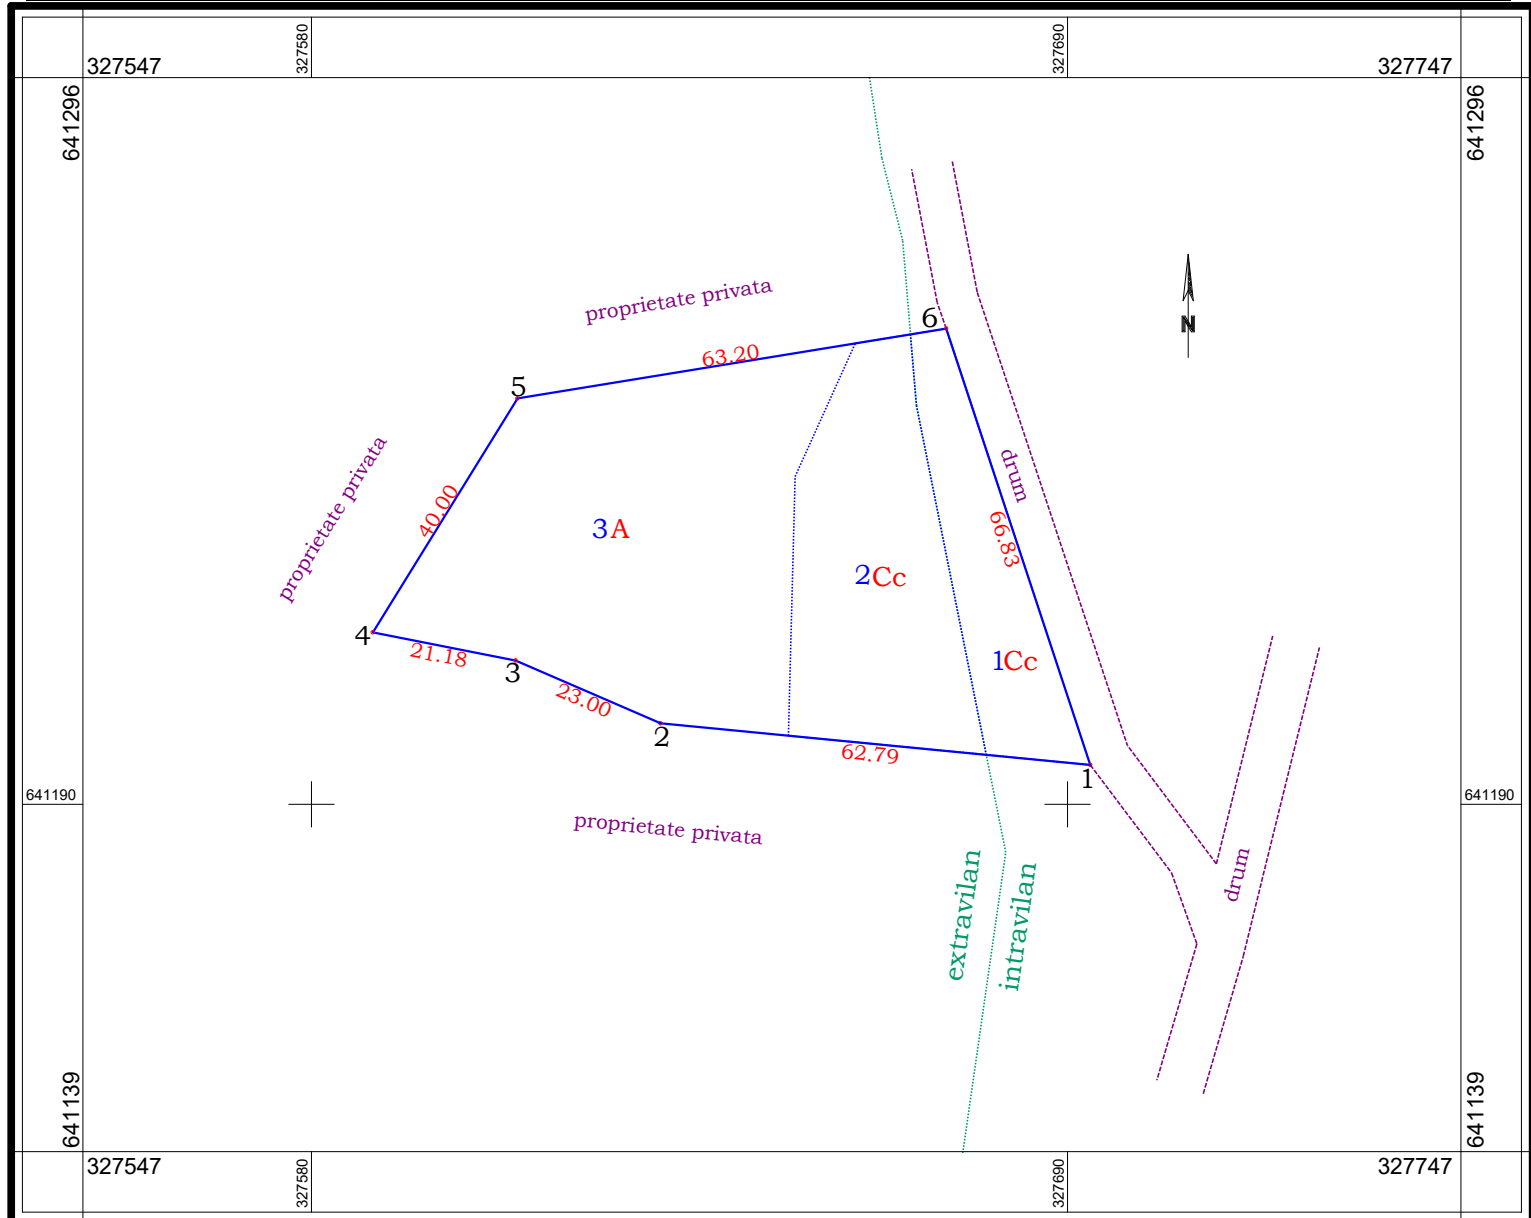 327580
327690
327547
327747
641296
641296
N
proprietate privata
6
63.20
5
proprietate privata
40.00
drum
66.83
3A
2Cc
1Cc
4
21.18
3
23.00
2
62.79
1
641190
641190
proprietate privata
drum
extravilan
intravilan
641139
641139
327547
327747
327580
327690